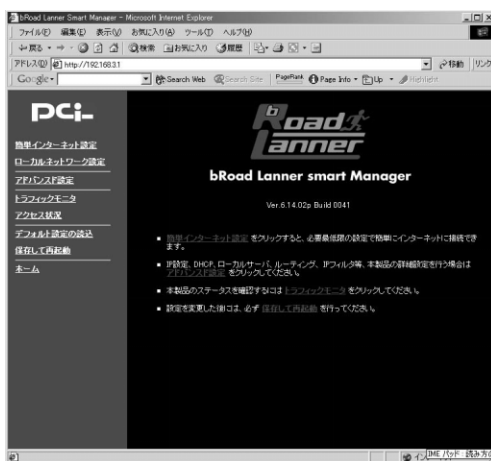 bRoad Lanner Smart Manager - Microsoft Internet Explorer
ファイル(F) 編集(E) 表示(V) お気に入り(A) ツール(T) ヘルプ(H)
戻る 検索 お気に入り 履歴
アドレス(D) http://192.168.3.1 移動 リンク
Google Search Web Search Site PageRank Page Info Up Highlight
PCi
bRoad
Lanner
bRoad Lanner smart Manager
Ver.6.14.02p Build 0041
簡単インターネット設定
ローカルネットワーク設定
アドバンスド設定
トラフィックモニタ
アクセス状況
デフォルト設定の読込
保存して再起動
ホーム
簡単インターネット設定 をクリックすると、必要最低限の設定で簡単にインターネットに接続でき
ます。
IP設定、DHCP、ローカルサーバ、ルーティング、IPフィルタ等、本製品の詳細設定を行う場合は
アドバンスド設定 をクリックしてください。
本製品のステータスを確認するには トラフィックモニタ をクリックしてください。
設定を変更した後には、必ず 保存して再起動 を行ってください。
IME パッド 読み方の